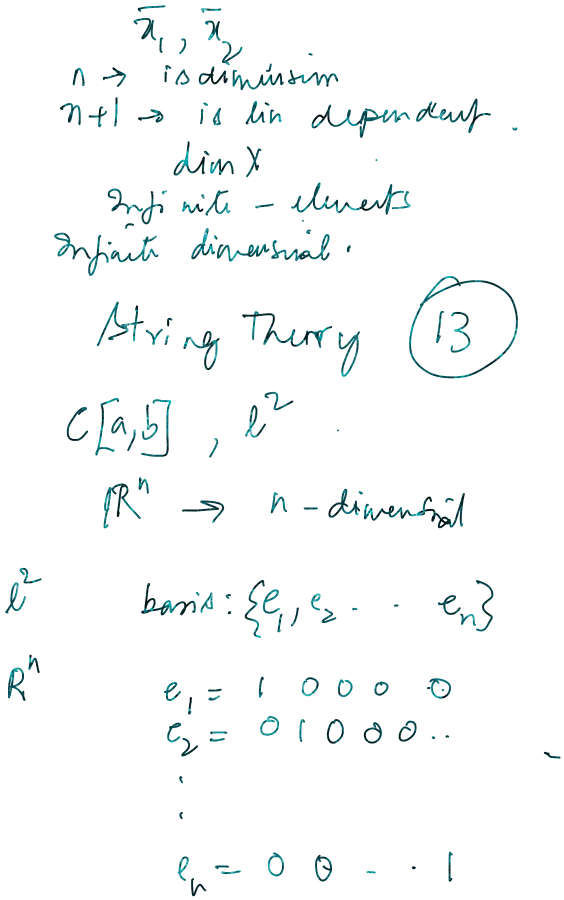 x̄₁, x̄₂
n → is dimension
n+1 → is lin dependent.
dim X
Infinite - elements
Infinite dimensional.
String Theory 13
C[a,b], l²
ℝⁿ → n-dimensional
l² basis: {e₁, e₂ . . eₙ}
Rⁿ e₁ = 1 0 0 0 0
e₂ = 0 1 0 0 0 ..
.
.
eₙ = 0 0 - . 1